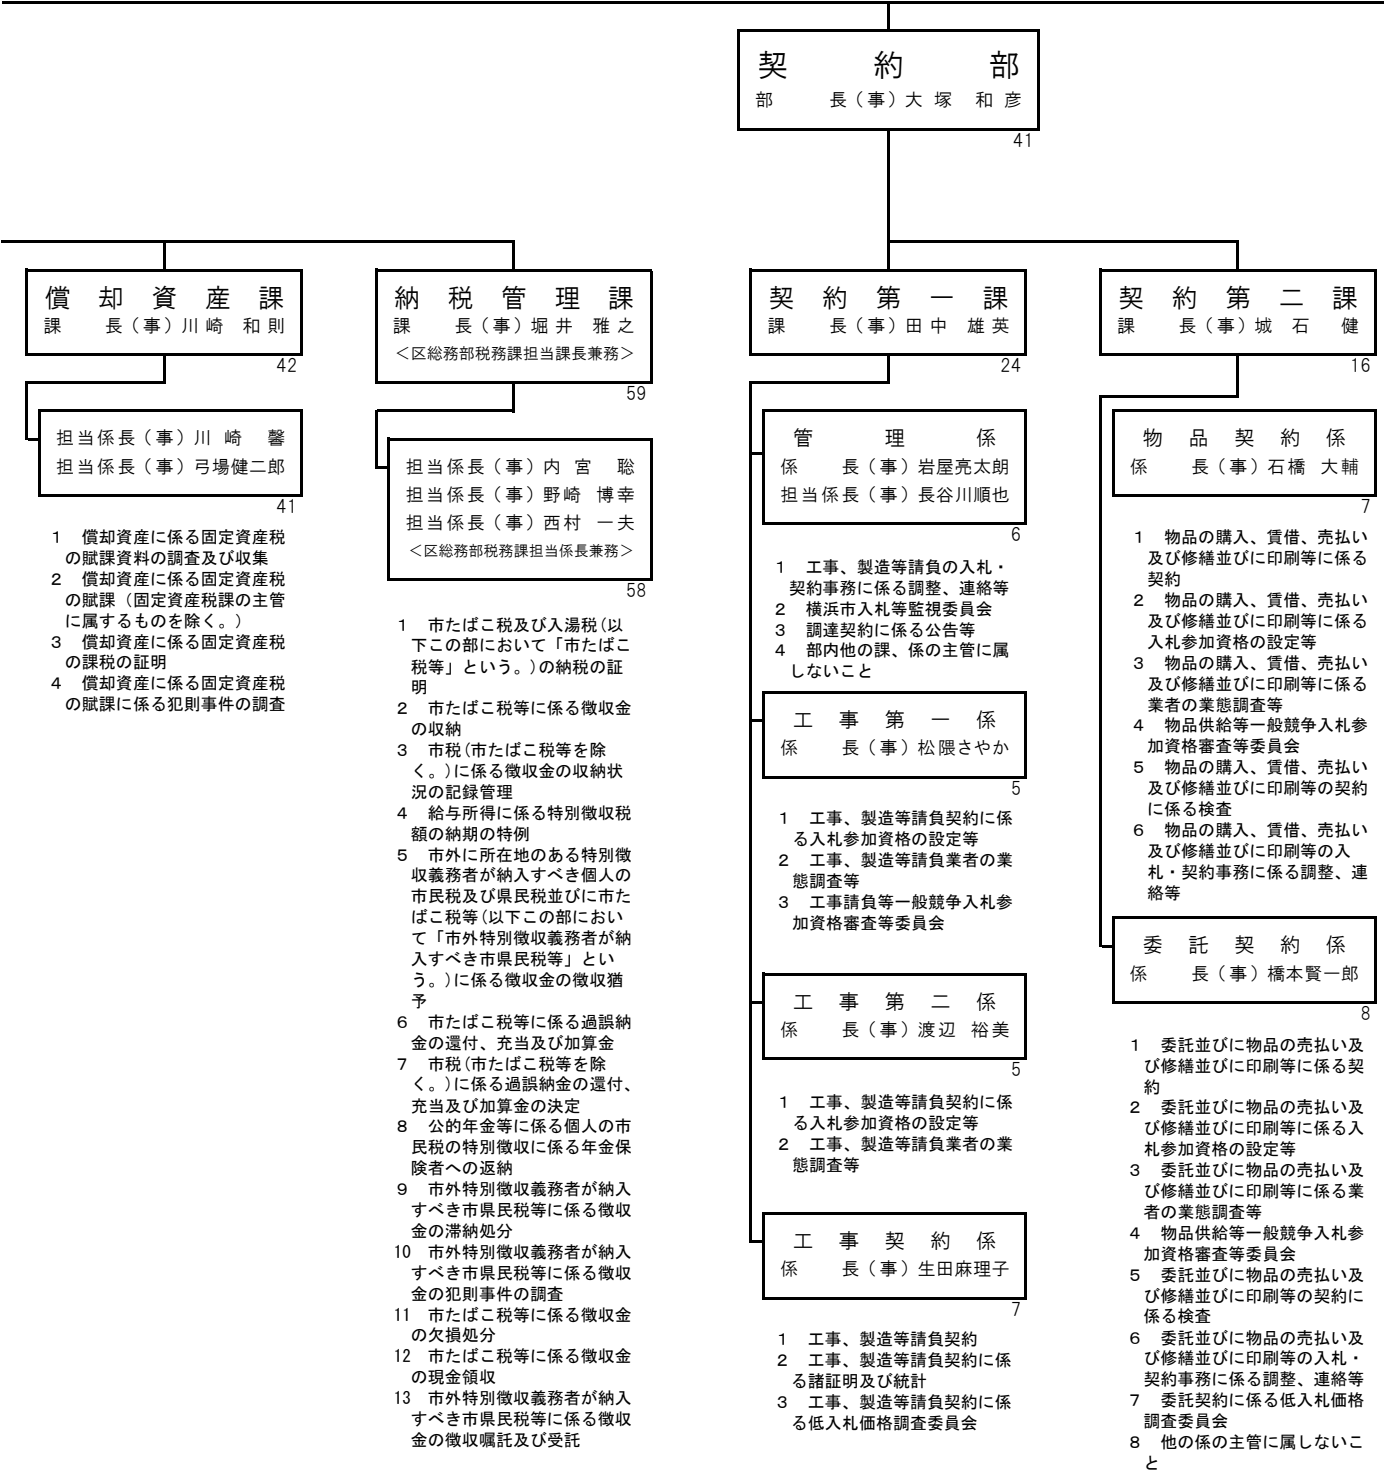 契約部
部長（事）大塚 和彦
41
償却資産課
課長（事）川崎 和則
42
担当係長（事）川崎 馨
担当係長（事）弓場健二郎
41
1 償却資産に係る固定資産税
の賦課資料の調査及び収集
2 償却資産に係る固定資産税
の賦課（固定資産税課の主管
に属するものを除く。）
3 償却資産に係る固定資産税
の課税の証明
4 償却資産に係る固定資産税
の賦課に係る犯則事件の調査
納税管理課
課長（事）堀井 雅之
＜区総務部税務課担当課長兼務＞
59
担当係長（事）内宮 聡
担当係長（事）野崎 博幸
担当係長（事）西村 一夫
＜区総務部税務課担当係長兼務＞
58
1 市たばこ税及び入湯税(以
下この部において「市たばこ
税等」という。)の納税の証
明
2 市たばこ税等に係る徴収金
の収納
3 市税(市たばこ税等を除
く。)に係る徴収金の収納状
況の記録管理
4 給与所得に係る特別徴収税
額の納期の特例
5 市外に所在地のある特別徴
収義務者が納入すべき個人の
市民税及び県民税並びに市た
ばこ税等(以下この部におい
て「市外特別徴収義務者が納
入すべき市県民税等」とい
う。)に係る徴収金の徴収猶
予
6 市たばこ税等に係る過誤納
金の還付、充当及び加算金
7 市税(市たばこ税等を除
く。)に係る過誤納金の還付、
充当及び加算金の決定
8 公的年金等に係る個人の市
民税の特別徴収に係る年金保
険者への返納
9 市外特別徴収義務者が納入
すべき市県民税等に係る徴収
金の滞納処分
10 市外特別徴収義務者が納入
すべき市県民税等に係る徴収
金の犯則事件の調査
11 市たばこ税等に係る徴収金
の欠損処分
12 市たばこ税等に係る徴収金
の現金領収
13 市外特別徴収義務者が納入
すべき市県民税等に係る徴収
金の徴収嘱託及び受託
契約第一課
課長（事）田中 雄英
24
管理係
係長（事）岩屋亮太朗
担当係長（事）長谷川順也
6
1 工事、製造等請負の入札・
契約事務に係る調整、連絡等
2 横浜市入札等監視委員会
3 調達契約に係る公告等
4 部内他の課、係の主管に属
しないこと
工事第一係
係長（事）松隈さやか
5
1 工事、製造等請負契約に係
る入札参加資格の設定等
2 工事、製造等請負業者の業
態調査等
3 工事請負等一般競争入札参
加資格審査等委員会
工事第二係
係長（事）渡辺 裕美
5
1 工事、製造等請負契約に係
る入札参加資格の設定等
2 工事、製造等請負業者の業
態調査等
工事契約係
係長（事）生田麻理子
7
1 工事、製造等請負契約
2 工事、製造等請負契約に係
る諸証明及び統計
3 工事、製造等請負契約に係
る低入札価格調査委員会
契約第二課
課長（事）城石 健
16
物品契約係
係長（事）石橋 大輔
7
1 物品の購入、賃借、売払い
及び修繕並びに印刷等に係る
契約
2 物品の購入、賃借、売払い
及び修繕並びに印刷等に係る
入札参加資格の設定等
3 物品の購入、賃借、売払い
及び修繕並びに印刷等に係る
業者の業態調査等
4 物品供給等一般競争入札参
加資格審査等委員会
5 物品の購入、賃借、売払い
及び修繕並びに印刷等の契約
に係る検査
6 物品の購入、賃借、売払い
及び修繕並びに印刷等の入
札・契約事務に係る調整、連
絡等
委託契約係
係長（事）橋本賢一郎
8
1 委託並びに物品の売払い及
び修繕並びに印刷等に係る契
約
2 委託並びに物品の売払い及
び修繕並びに印刷等に係る入
札参加資格の設定等
3 委託並びに物品の売払い及
び修繕並びに印刷等に係る業
者の業態調査等
4 物品供給等一般競争入札参
加資格審査等委員会
5 委託並びに物品の売払い及
び修繕並びに印刷等の契約に
係る検査
6 委託並びに物品の売払い及
び修繕並びに印刷等の入札・
契約事務に係る調整、連絡等
7 委託契約に係る低入札価格
調査委員会
8 他の係の主管に属しないこ
と